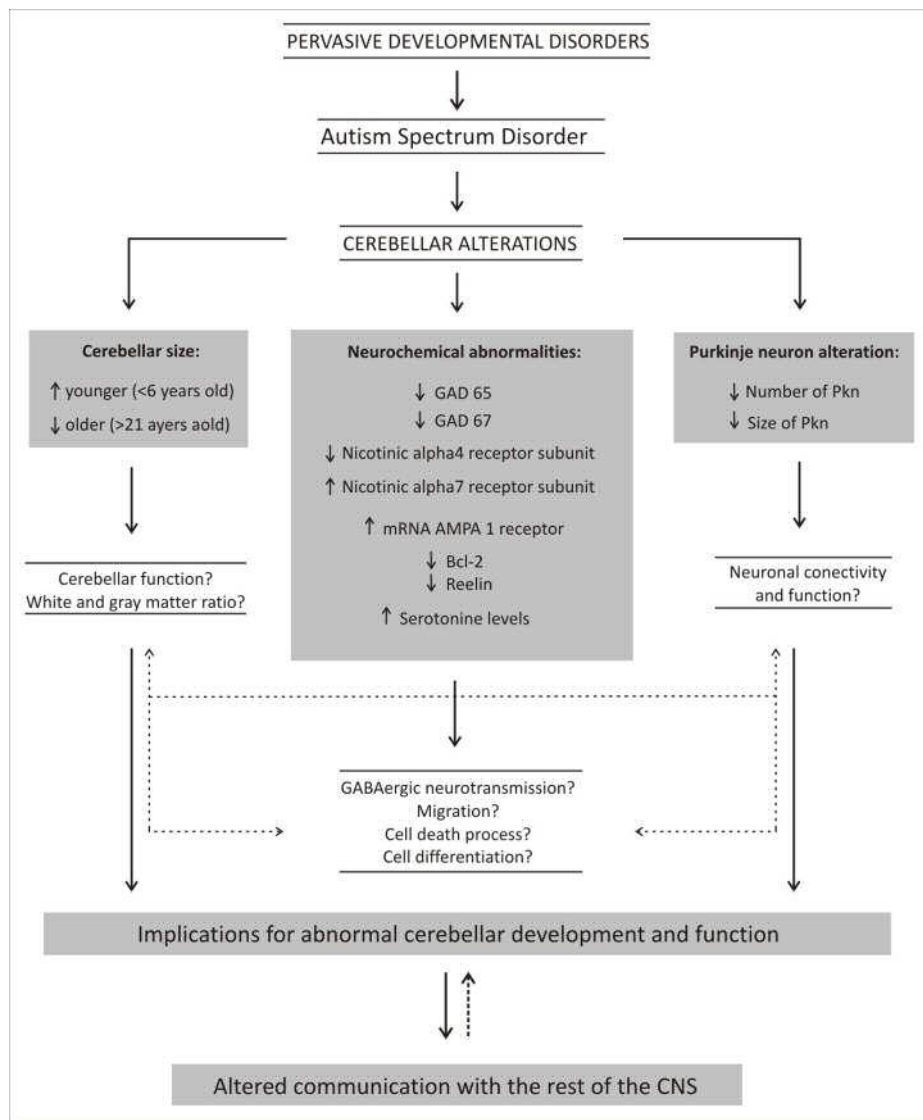 PERVASIVE DEVELOPMENTAL DISORDERS
Autism Spectrum Disorder
CEREBELLAR ALTERATIONS
Cerebellar size:
↑ younger (<6 years old)
↓ older (>21 ayers aold)
Neurochemical abnormalities:
↓ GAD 65
↓ GAD 67
↓ Nicotinic alpha4 receptor subunit
↑ Nicotinic alpha7 receptor subunit
↑ mRNA AMPA 1 receptor
↓ Bcl-2
↓ Reelin
↑ Serotonine levels
Purkinje neuron alteration:
↓ Number of Pkn
↓ Size of Pkn
Cerebellar function?
White and gray matter ratio?
Neuronal conectivity
and function?
GABAergic neurotransmission?
Migration?
Cell death process?
Cell differentiation?
Implications for abnormal cerebellar development and function
Altered communication with the rest of the CNS